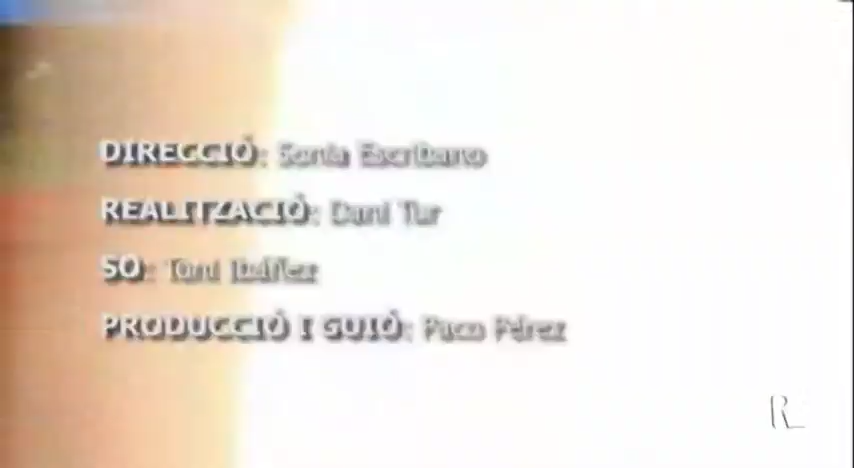 DIRECCIÓ: Sonia Escribano
REALITZACIÓ: Dani Tur
SO: Toni Ibáñez
PRODUCCIÓ I GUIÓ: Paco Pérez
R